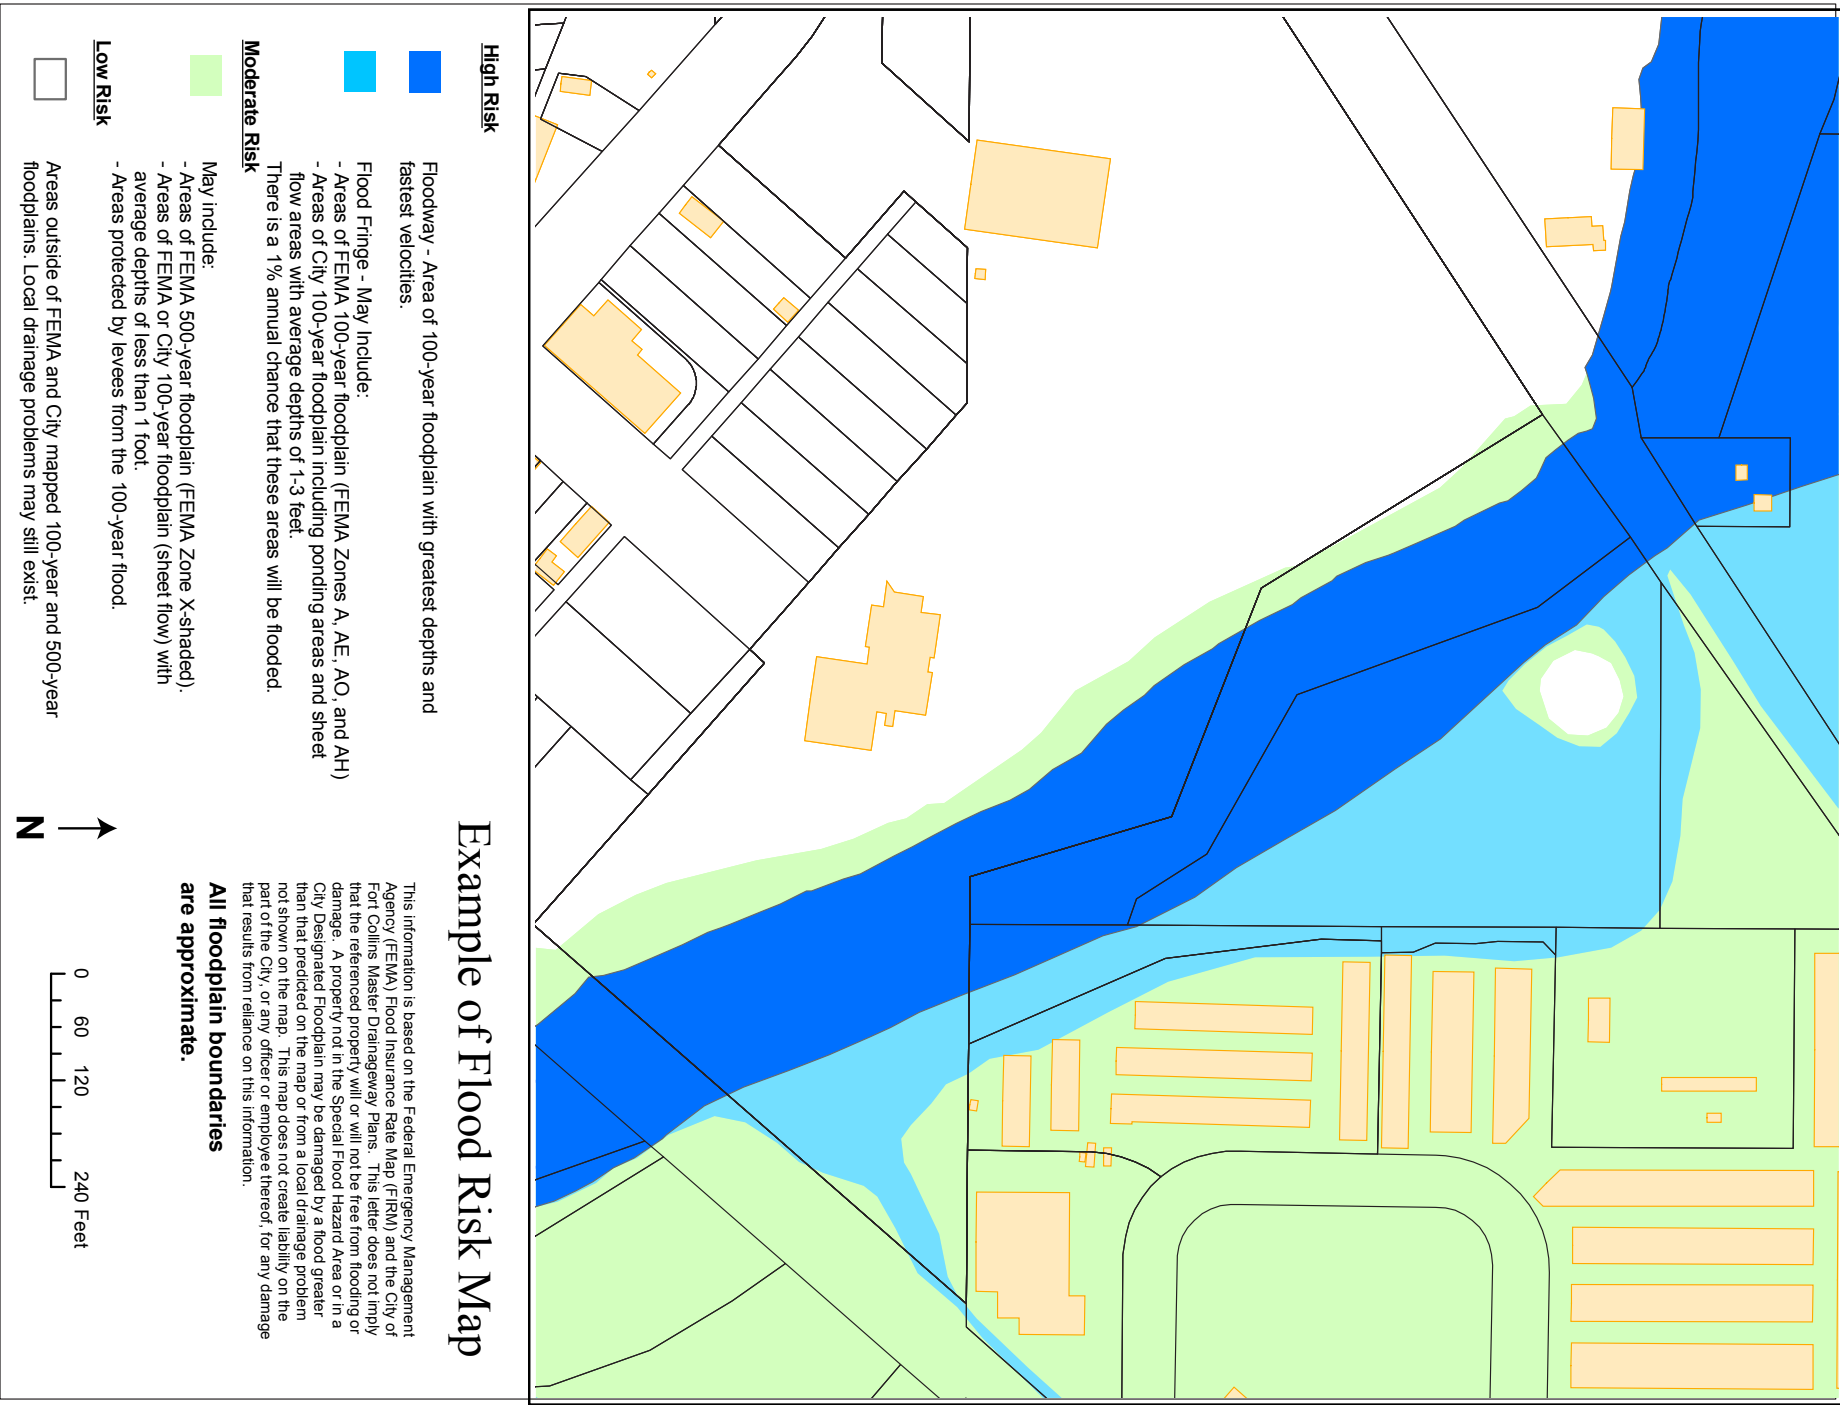 High Risk
Floodway - Area of 100-year floodplain with greatest depths and
fastest velocities.
Flood Fringe - May Include:
- Areas of FEMA 100-year floodplain (FEMA Zones A, AE, AO, and AH)
- Areas of City 100-year floodplain including ponding areas and sheet
flow areas with average depths of 1-3 feet.
There is a 1% annual chance that these areas will be flooded.
Moderate Risk
May include:
- Areas of FEMA 500-year floodplain (FEMA Zone X-shaded).
- Areas of FEMA or City 100-year floodplain (sheet flow) with
average depths of less than 1 foot.
- Areas protected by levees from the 100-year flood.
Low Risk
Areas outside of FEMA and City mapped 100-year and 500-year
floodplains. Local drainage problems may still exist.
Example of Flood Risk Map
This information is based on the Federal Emergency Management
Agency (FEMA) Flood Insurance Rate Map (FIRM) and the City of
Fort Collins Master Drainageway Plans. This letter does not imply
that the referenced property will or will not be free from flooding or
damage. A property not in the Special Flood Hazard Area or in a
City Designated Floodplain may be damaged by a flood greater
than that predicted on the map or from a local drainage problem
not shown on the map. This map does not create liability on the
part of the City, or any officer or employee thereof, for any damage
that results from reliance on this information.
All floodplain boundaries
are approximate.
N
0 60 120 240 Feet